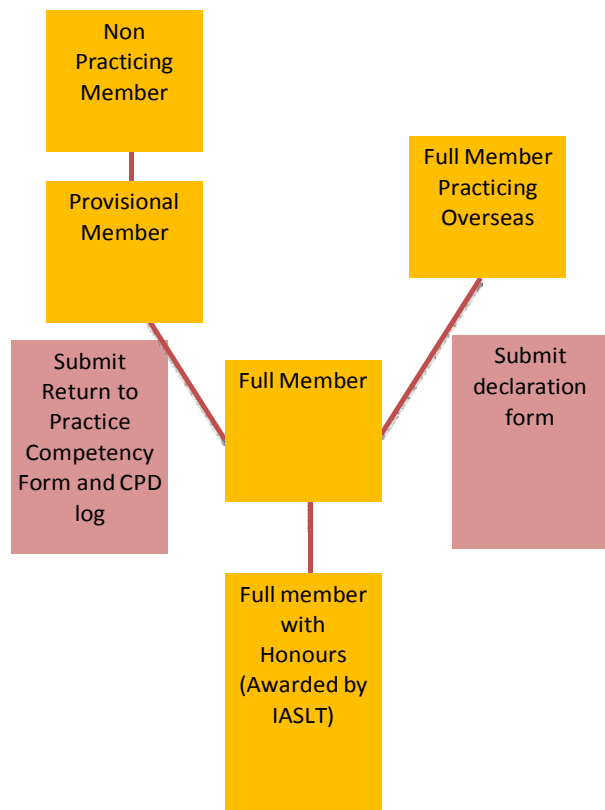 Non
Practicing
Member
Full Member
Practicing
Overseas
Provisional
Member
Submit
Return to
Practice
Competency
Form and CPD
log
Full Member
Submit
declaration
form
Full member
with
Honours
(Awarded by
IASLT)